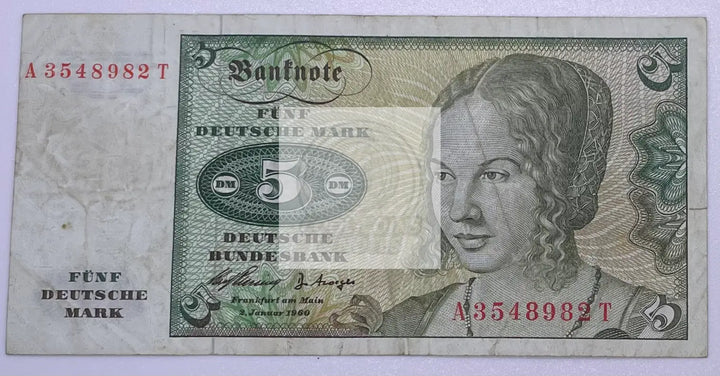 5
Banknote
5
A 3548982 T
FÜNF
DEUTSCHE MARK
DM 5 DM
DEUTSCHE
BUNDESBANK
FÜNF
DEUTSCHE
MARK
Frankfurt am Main
2. Januar 1960
5
A 3548982 T
5